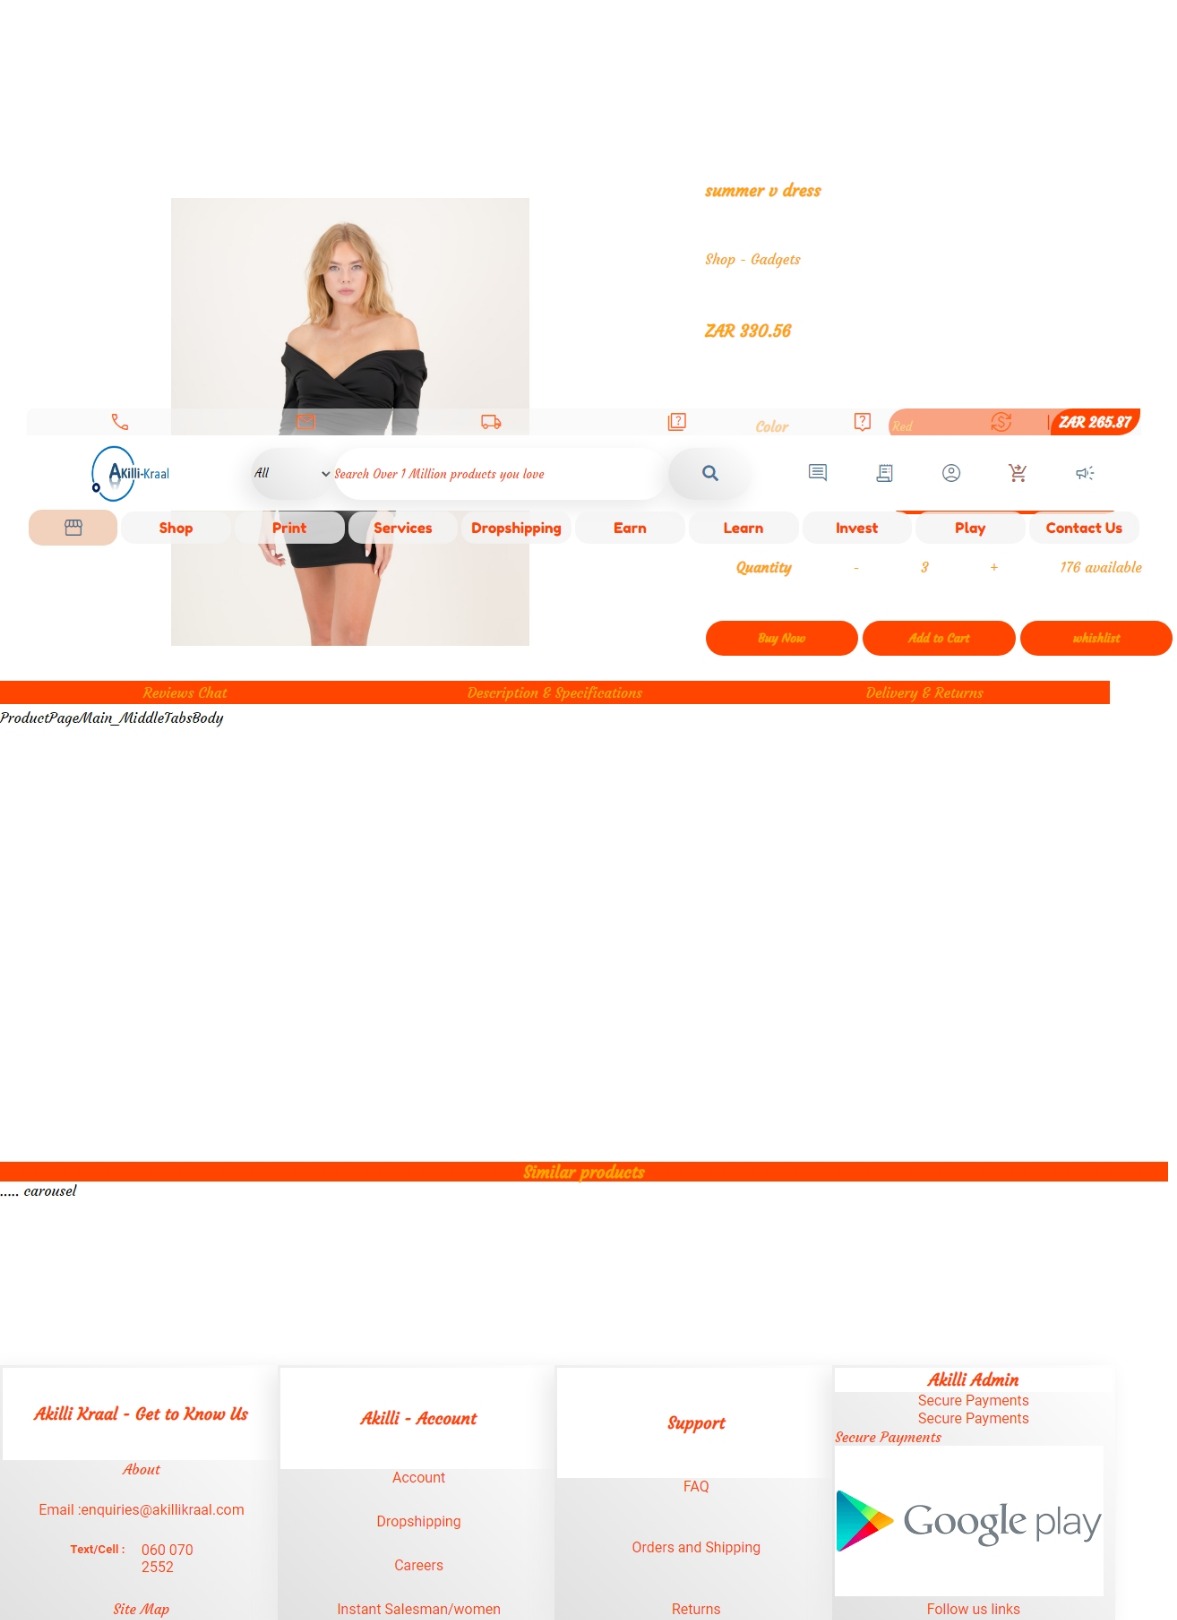 summer v dress
Shop - Gadgets
ZAR 330.56
Color
Red
ZAR 265.87
AKilli-Kraal
All
Search Over 1 Million products you love
Shop
Print
Services
Dropshipping
Earn
Learn
Invest
Play
Contact Us
Quantity
-
3
+
176 available
Buy Now
Add to Cart
whishlist
Reviews Chat
Description & Specifications
Delivery & Returns
ProductPageMain_MiddleTabsBody
Similar products
..... carousel
Akilli Kraal - Get to Know Us
About
Email :enquiries@akillikraal.com
Text/Cell :
060 070
2552
Site Map
Akilli - Account
Account
Dropshipping
Careers
Instant Salesman/women
Support
FAQ
Orders and Shipping
Returns
Akilli Admin
Secure Payments
Secure Payments
Secure Payments
Google play
Follow us links